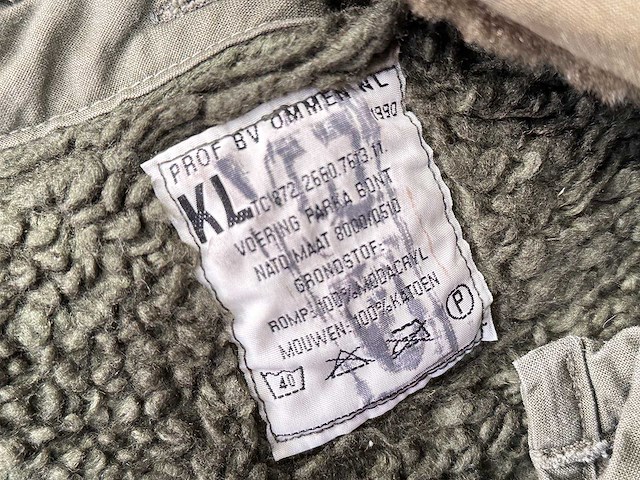 PROF BV OMMEN NL
1990
KL TC 872.2660.7613.11.
VOERING PARKA BONT
NATO MAAT 8000/0510
GRONDSTOF:
ROMP: 100% MODACRYL
MOUWEN: 100% KATOEN
40
P